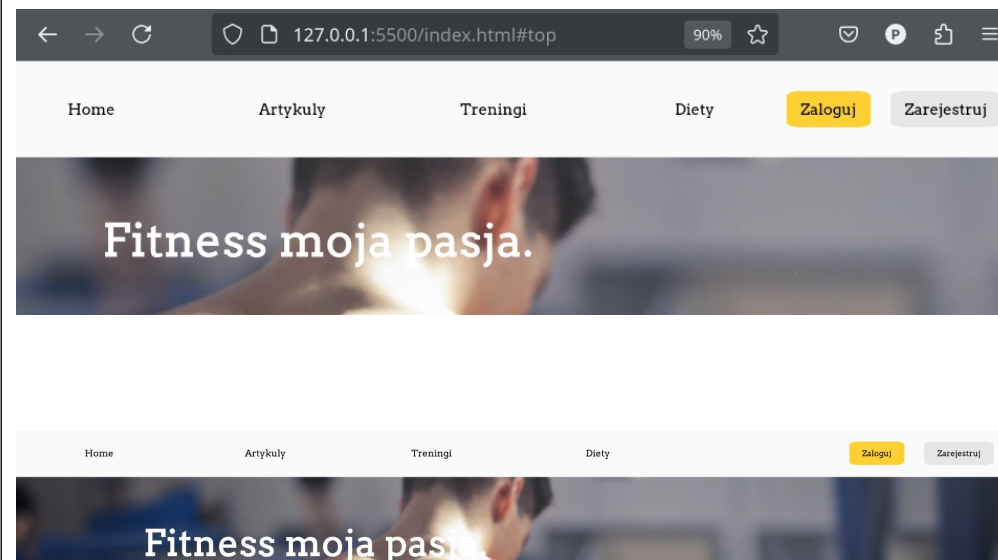 127.0.0.1:5500/index.html#top 90% P
Home Artykuly Treningi Diety Zaloguj Zarejestruj
Fitness moja pasja.
Home Artykuly Treningi Diety Zaloguj Zarejestruj
Fitness moja pasja.